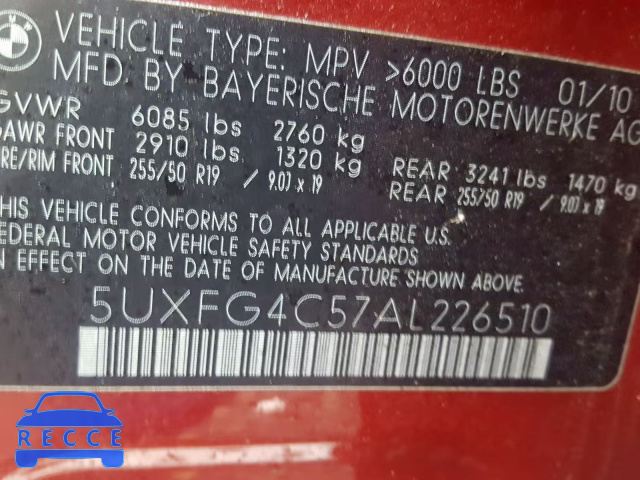 BMW
VEHICLE TYPE: MPV >6000 LBS 01/10
MFD. BY BAYERISCHE MOTORENWERKE AG
GVWR 6085 lbs 2760 kg
GAWR FRONT 2910 lbs 1320 kg REAR 3241 lbs 1470 kg
IRE/RIM FRONT 255/50 R19 / 9.0J x 19 REAR 255/50 R19 / 9.0J x 19
THIS VEHICLE CONFORMS TO ALL APPLICABLE U.S.
FEDERAL MOTOR VEHICLE SAFETY STANDARDS
IN EFFECT ON THE DATE OF MANUFACTURE SHOWN ABOVE.
5UXFG4C57AL226510
RECCE